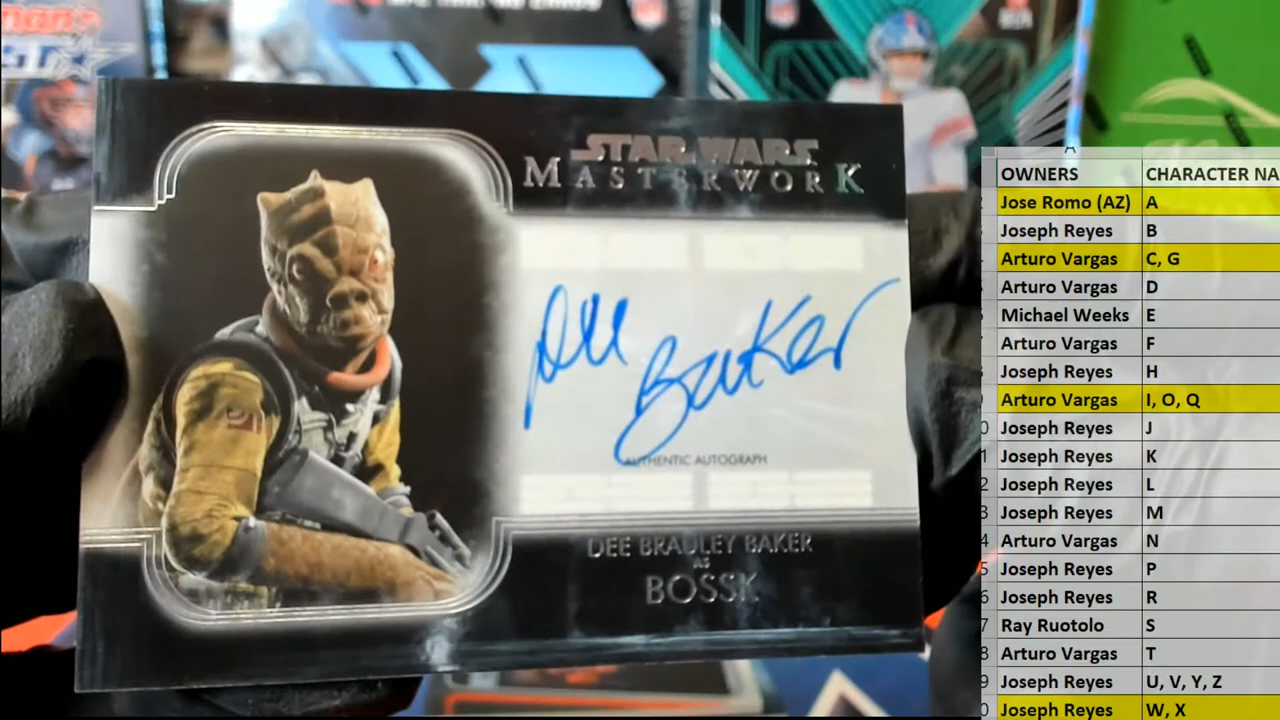 STAR WARS
MASTERWORK
Dee Baker
AUTHENTIC AUTOGRAPH
DEE BRADLEY BAKER
AS
BOSSK
A
OWNERS CHARACTER NA
Jose Romo (AZ) A
Joseph Reyes B
Arturo Vargas C, G
Arturo Vargas D
Michael Weeks E
Arturo Vargas F
Joseph Reyes H
Arturo Vargas I, O, Q
Joseph Reyes J
Joseph Reyes K
Joseph Reyes L
Joseph Reyes M
Arturo Vargas N
Joseph Reyes P
Joseph Reyes R
Ray Ruotolo S
Arturo Vargas T
Joseph Reyes U, V, Y, Z
Joseph Reyes W, X